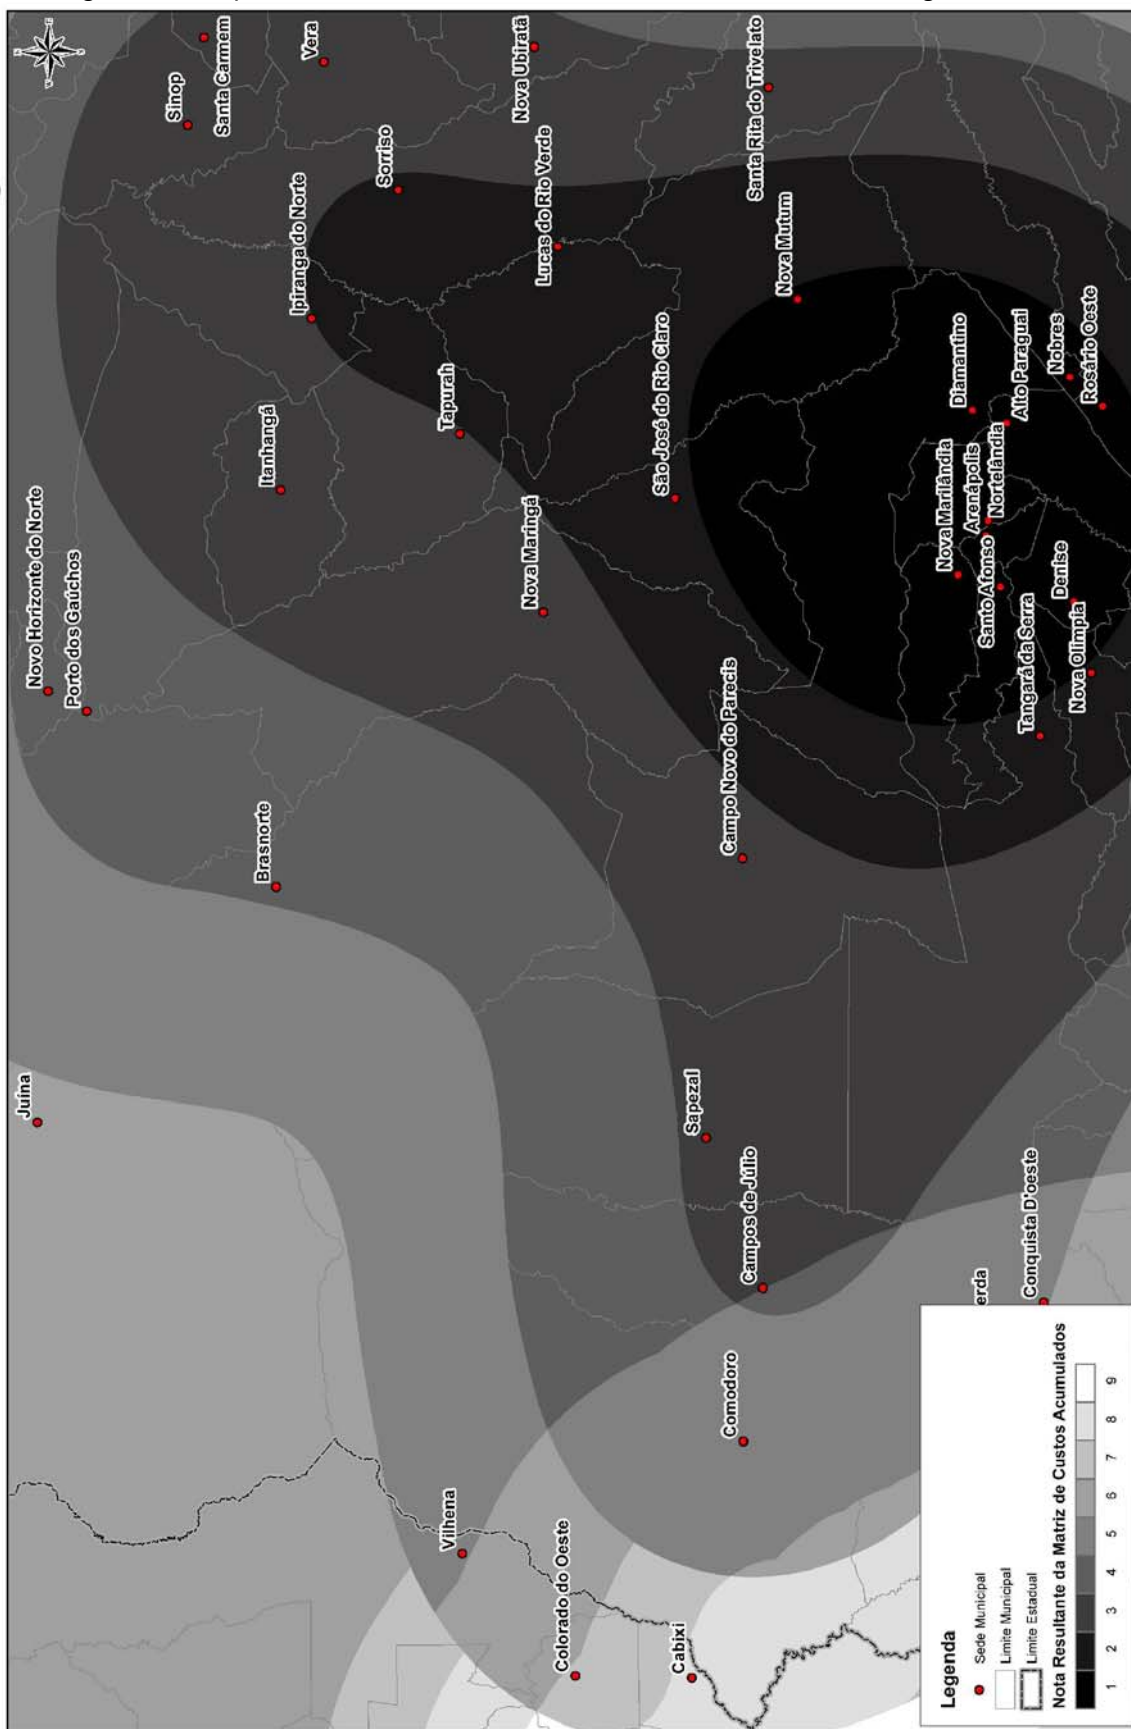 Novo Horizonte do Norte
Porto dos Gaúchos
Juína
Sinop
Santa Carmem
Vera
Nova Ubiratã
Santa Rita do Trivelato
Sorriso
Ipiranga do Norte
Lucas do Rio Verde
Nova Mutum
Itanhangá
Tapurah
São José do Rio Claro
Nova Maringá
Brasnorte
Campo Novo do Parecis
Diamantino
Alto Paraguai
Nobres
Rosário Oeste
Nova Marilândia
Arenápolis
Nortelândia
Santo Afonso
Denise
Tangará da Serra
Nova Olímpia
Sapezal
Campos de Júlio
Conquista D'oeste
erda
Comodoro
Vilhena
Colorado do Oeste
Cabixi
Legenda
Sede Municipal
Limite Municipal
Limite Estadual
Nota Resultante da Matriz de Custos Acumulados
1 2 3 4 5 6 7 8 9